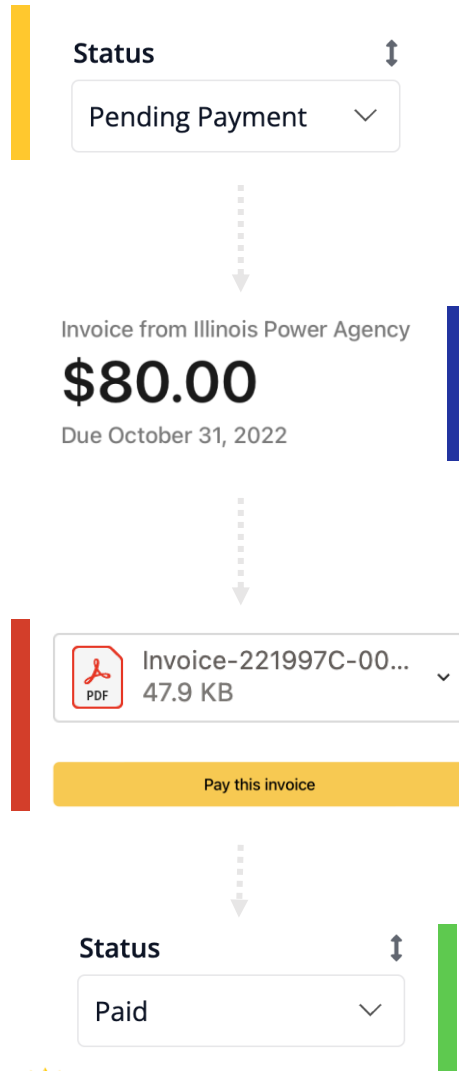 Status
Pending Payment
Invoice from Illinois Power Agency
$80.00
Due October 31, 2022
Invoice-221997C-00...
47.9 KB
PDF
Pay this invoice
Status
Paid